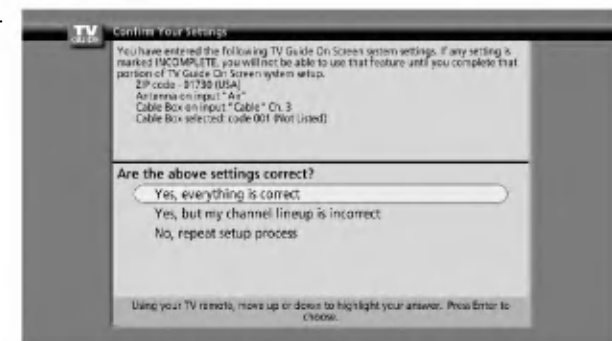 TV
GUIDE
Confirm Your Settings
You have entered the following TV Guide On Screen system settings. If any setting is
marked INCOMPLETE, you will not be able to use that feature until you complete that
portion of TV Guide On Screen system setup.
ZIP code - 01730 (USA)
Antenna on input "Air"
Cable Box on input "Cable" Ch. 3
Cable Box selected: code 001 (Not Listed)
Are the above settings correct?
Yes, everything is correct
Yes, but my channel lineup is incorrect
No, repeat setup process
Using your TV remote, move up or down to highlight your answer. Press Enter to
choose.